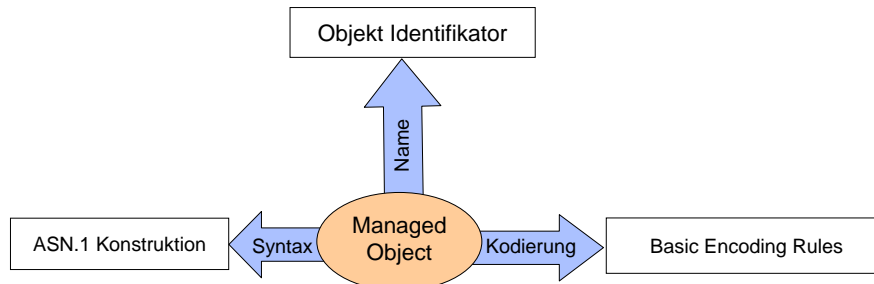 Objekt Identifikator
Name
ASN.1 Konstruktion
Syntax
Managed
Object
Kodierung
Basic Encoding Rules